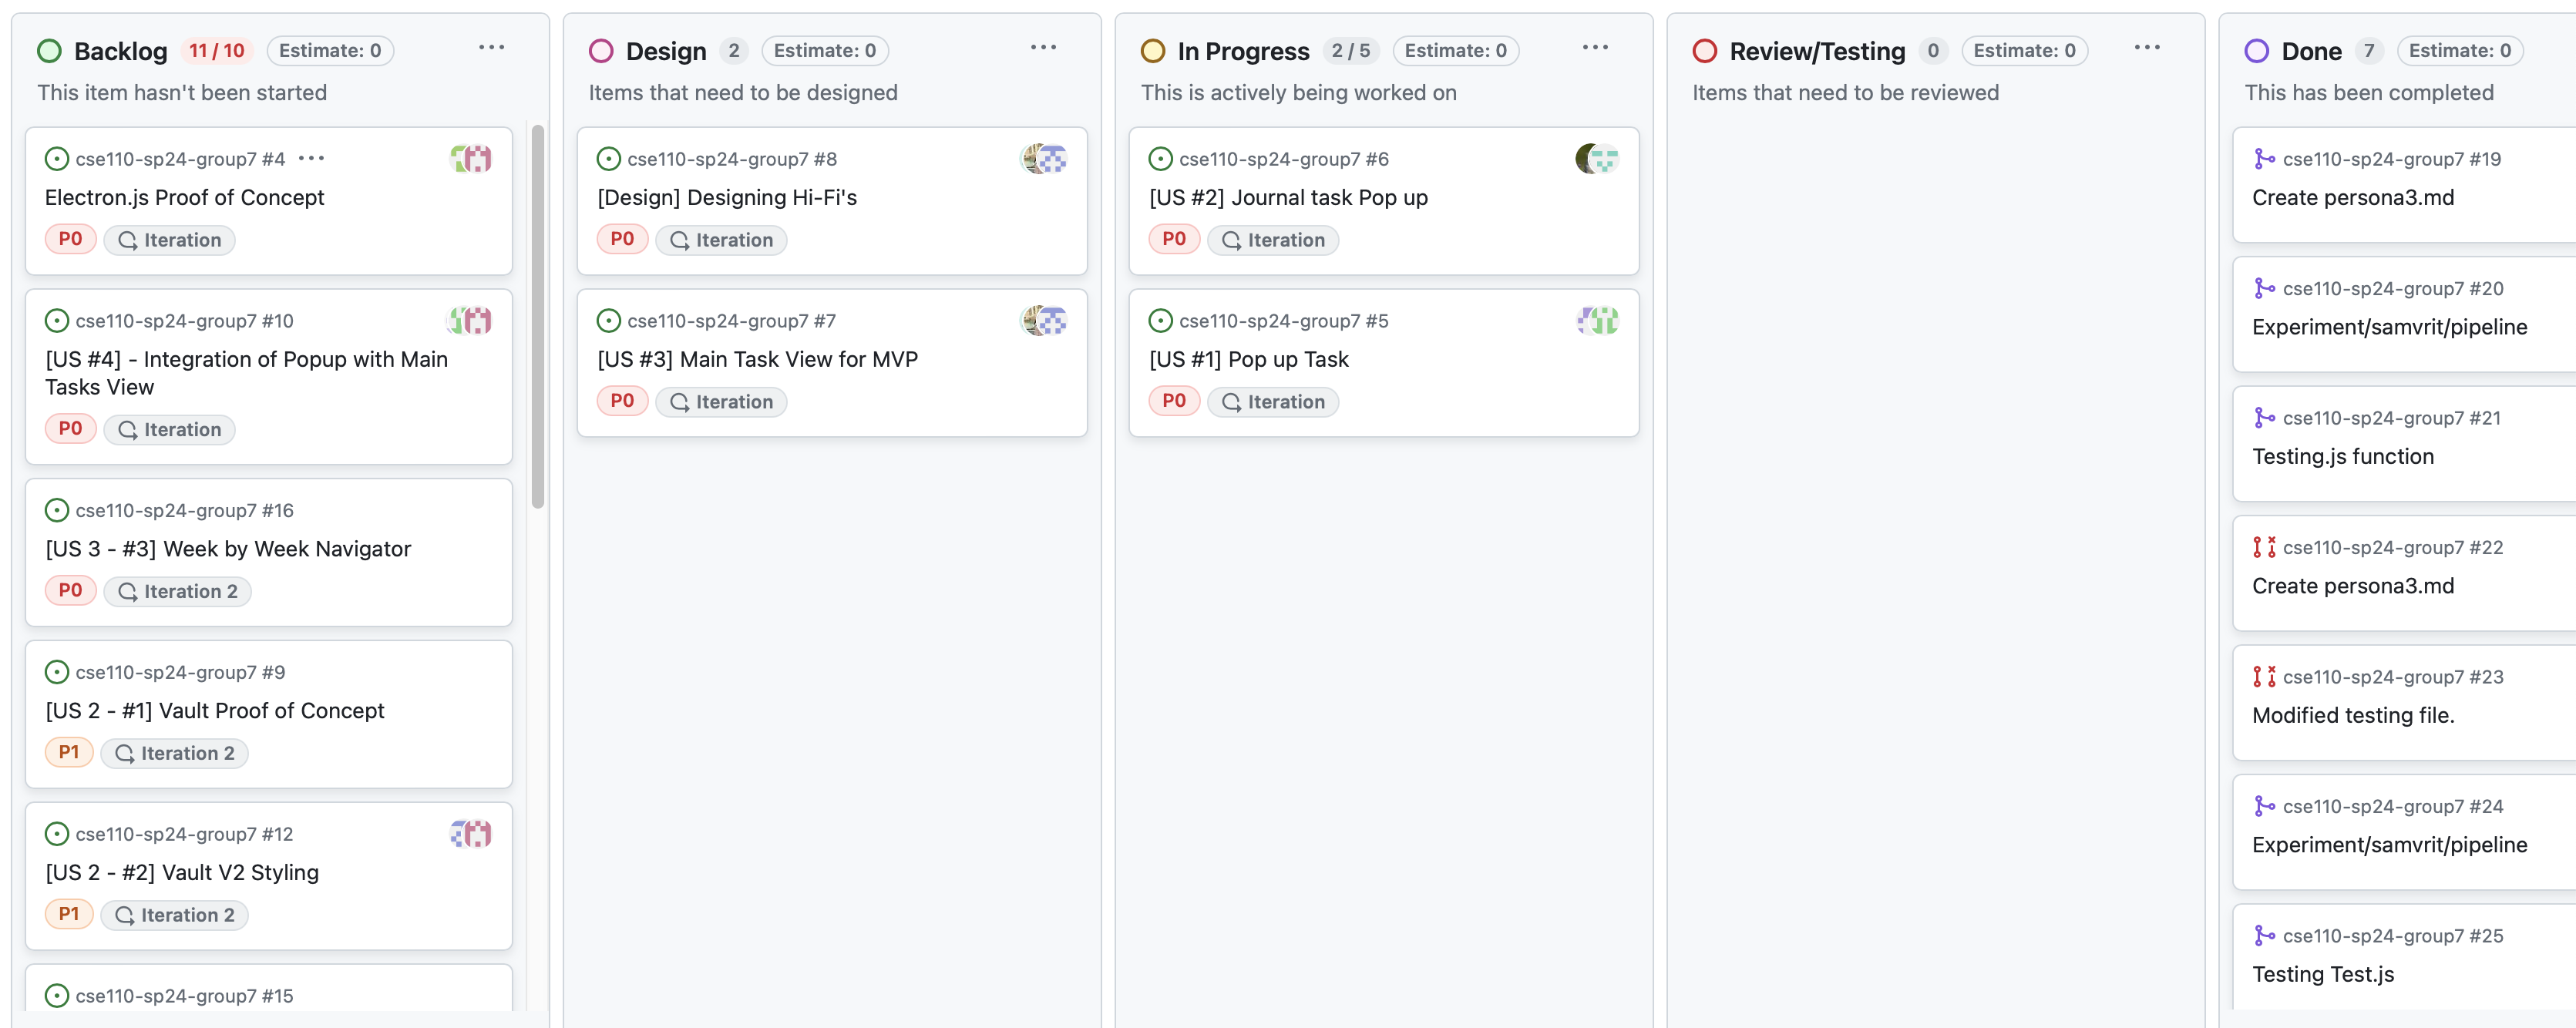 Backlog 11 / 10 Estimate: 0
This item hasn't been started
cse110-sp24-group7 #4
Electron.js Proof of Concept
P0 Iteration
cse110-sp24-group7 #10
[US #4] - Integration of Popup with Main
Tasks View
P0 Iteration
cse110-sp24-group7 #16
[US 3 - #3] Week by Week Navigator
P0 Iteration 2
cse110-sp24-group7 #9
[US 2 - #1] Vault Proof of Concept
P1 Iteration 2
cse110-sp24-group7 #12
[US 2 - #2] Vault V2 Styling
P1 Iteration 2
cse110-sp24-group7 #15
Design 2 Estimate: 0
Items that need to be designed
cse110-sp24-group7 #8
[Design] Designing Hi-Fi's
P0 Iteration
cse110-sp24-group7 #7
[US #3] Main Task View for MVP
P0 Iteration
In Progress 2 / 5 Estimate: 0
This is actively being worked on
cse110-sp24-group7 #6
[US #2] Journal task Pop up
P0 Iteration
cse110-sp24-group7 #5
[US #1] Pop up Task
P0 Iteration
Review/Testing 0 Estimate: 0
Items that need to be reviewed
Done 7 Estimate: 0
This has been completed
cse110-sp24-group7 #19
Create persona3.md
cse110-sp24-group7 #20
Experiment/samvrit/pipeline
cse110-sp24-group7 #21
Testing.js function
cse110-sp24-group7 #22
Create persona3.md
cse110-sp24-group7 #23
Modified testing file.
cse110-sp24-group7 #24
Experiment/samvrit/pipeline
cse110-sp24-group7 #25
Testing Test.js